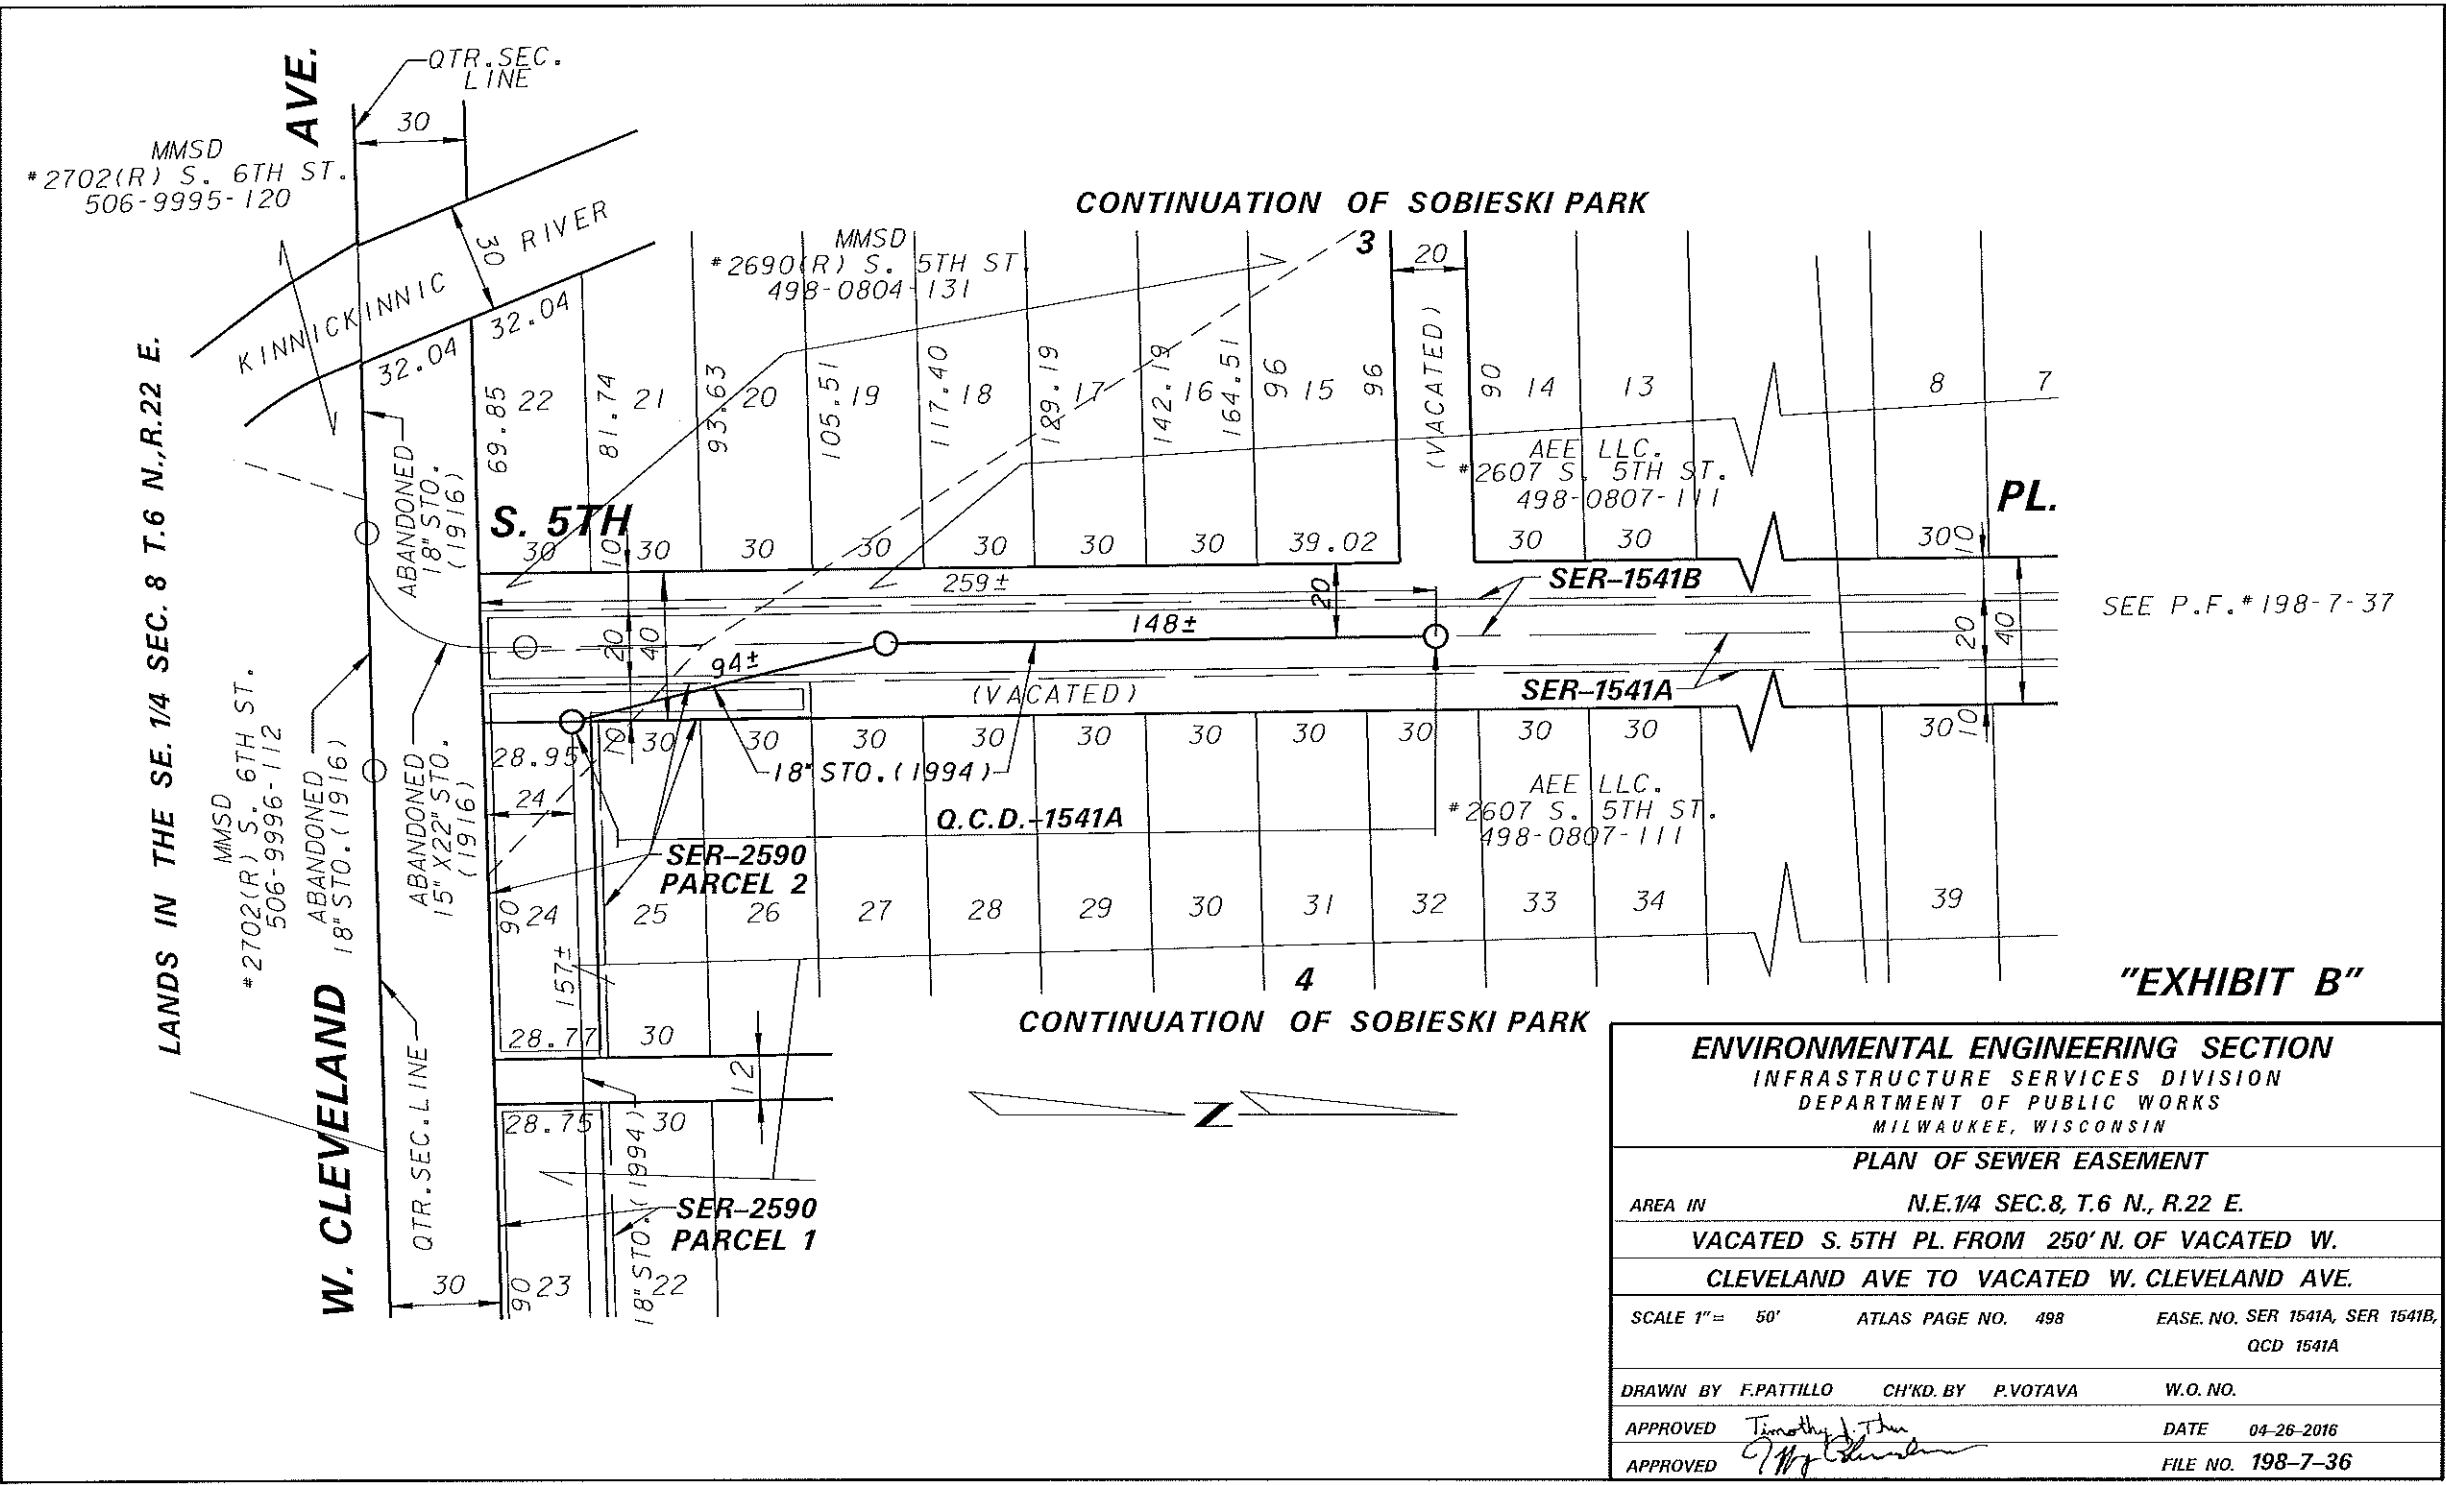 QTR.SEC.
LINE
AVE.
30
MMSD
#2702(R) S. 6TH ST.
506-9995-120
CONTINUATION OF SOBIESKI PARK
3
20
30
KINNICKINNIC RIVER
32.04
32.04
MMSD
#2690(R) S. 5TH ST
498-0804-131
(VACATED)
69.85
22
81.74
21
93.63
20
105.51
19
117.40
18
189.19
17
142.19
16
164.51
96
15
96
90
14
13
8
7
AEE LLC.
#2607 S. 5TH ST.
498-0807-111
LANDS IN THE SE. 1/4 SEC. 8 T.6 N.,R.22 E.
ABANDONED
18" STO.
(1916)
S. 5TH
PL.
30
10
30
30
30
30
30
30
39.02
30
30
30
10
259±
20
SER-1541B
148±
20
40
94±
20
40
SEE P.F.#198-7-37
(VACATED)
SER-1541A
28.95
10
30
30
30
30
30
30
30
30
30
30
30
10
18" STO.(1994)
24
Q.C.D.-1541A
AEE LLC.
#2607 S. 5TH ST.
498-0807-111
MMSD
#2702(R) S. 6TH ST.
506-9996-112
ABANDONED
18" STO.(1916)
ABANDONED
15"X22" STO.
(1916)
SER-2590
PARCEL 2
90
24
25
26
27
28
29
30
31
32
33
34
39
157±
4
CONTINUATION OF SOBIESKI PARK
28.77
30
12
W. CLEVELAND
QTR.SEC.LINE
28.75
30
18" STO.(1994)
N
SER-2590
PARCEL 1
30
90
23
22
"EXHIBIT B"
ENVIRONMENTAL ENGINEERING SECTION
INFRASTRUCTURE SERVICES DIVISION
DEPARTMENT OF PUBLIC WORKS
MILWAUKEE, WISCONSIN
PLAN OF SEWER EASEMENT
AREA IN N.E.1/4 SEC.8, T.6 N., R.22 E.
VACATED S. 5TH PL. FROM 250' N. OF VACATED W.
CLEVELAND AVE TO VACATED W. CLEVELAND AVE.
SCALE 1"= 50' ATLAS PAGE NO. 498 EASE. NO. SER 1541A, SER 1541B,
QCD 1541A
DRAWN BY F.PATTILLO CH'KD. BY P.VOTAVA W.O. NO.
APPROVED Timothy J. DATE 04-26-2016
APPROVED FILE NO. 198-7-36